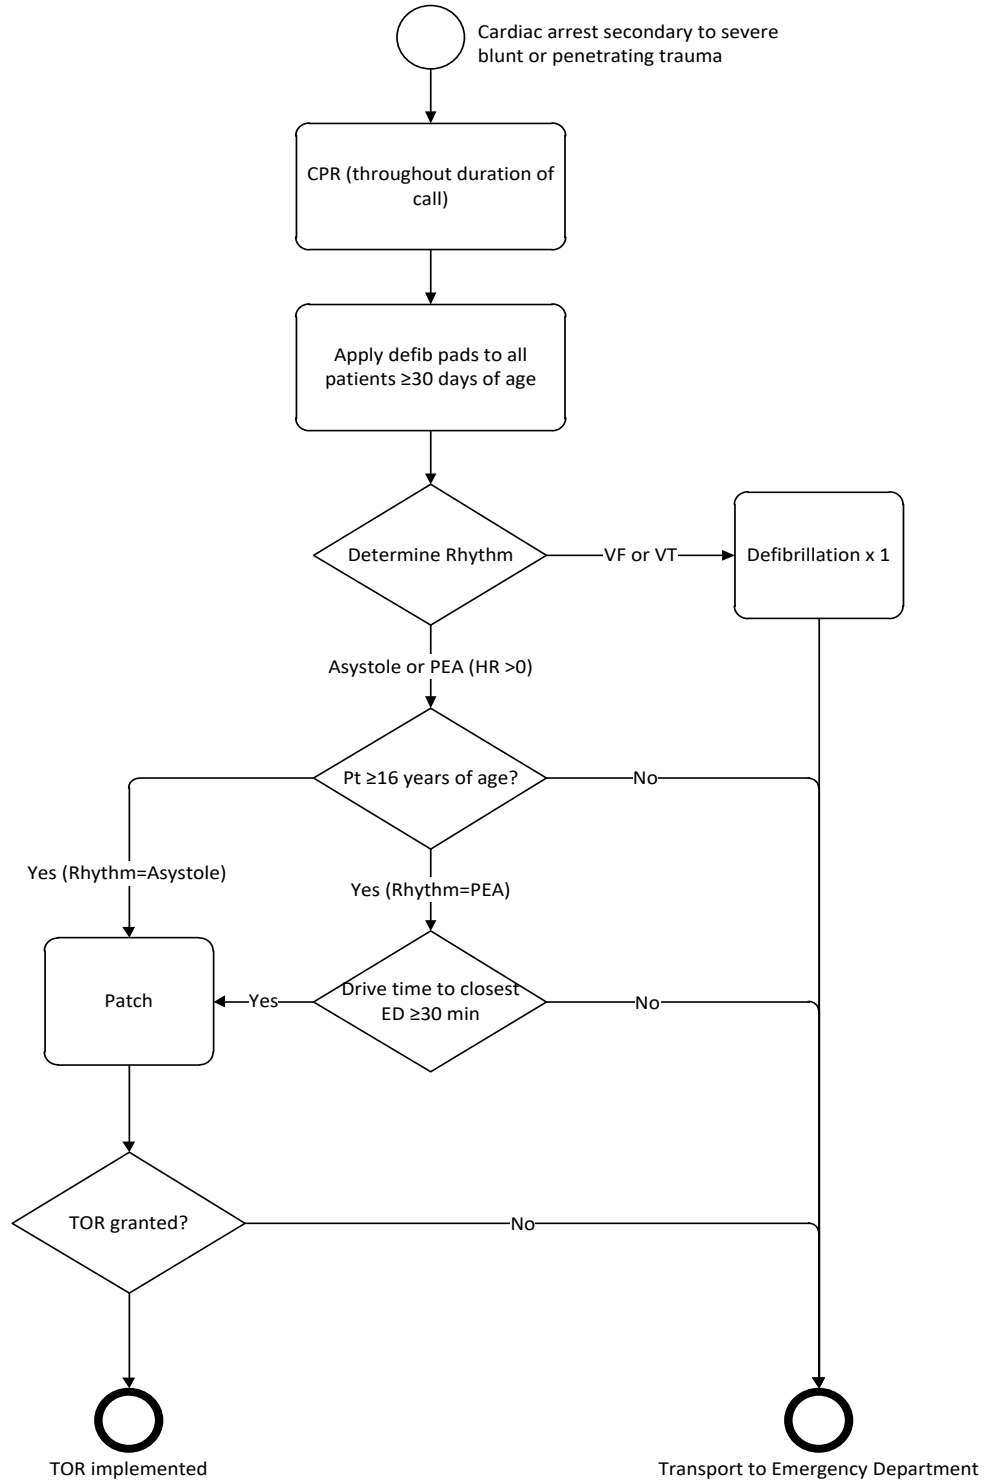 Cardiac arrest secondary to severe
blunt or penetrating trauma
CPR (throughout duration of
call)
Apply defib pads to all
patients ≥30 days of age
Determine Rhythm
VF or VT
Defibrillation x 1
Asystole or PEA (HR >0)
Pt ≥16 years of age?
No
Yes (Rhythm=Asystole)
Yes (Rhythm=PEA)
Patch
Yes
Drive time to closest
ED ≥30 min
No
TOR granted?
No
TOR implemented
Transport to Emergency Department